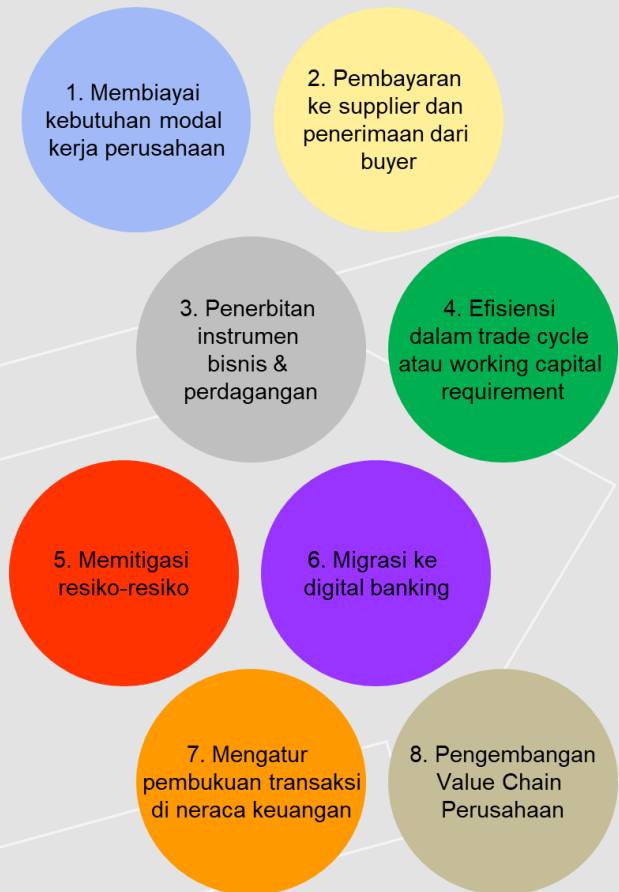 1. Membiayai
kebutuhan modal
kerja perusahaan
2. Pembayaran
ke supplier dan
penerimaan dari
buyer
3. Penerbitan
instrumen
bisnis &
perdagangan
4. Efisiensi
dalam trade cycle
atau working capital
requirement
5. Memitigasi
resiko-resiko
6. Migrasi ke
digital banking
7. Mengatur
pembukuan transaksi
di neraca keuangan
8. Pengembangan
Value Chain
Perusahaan